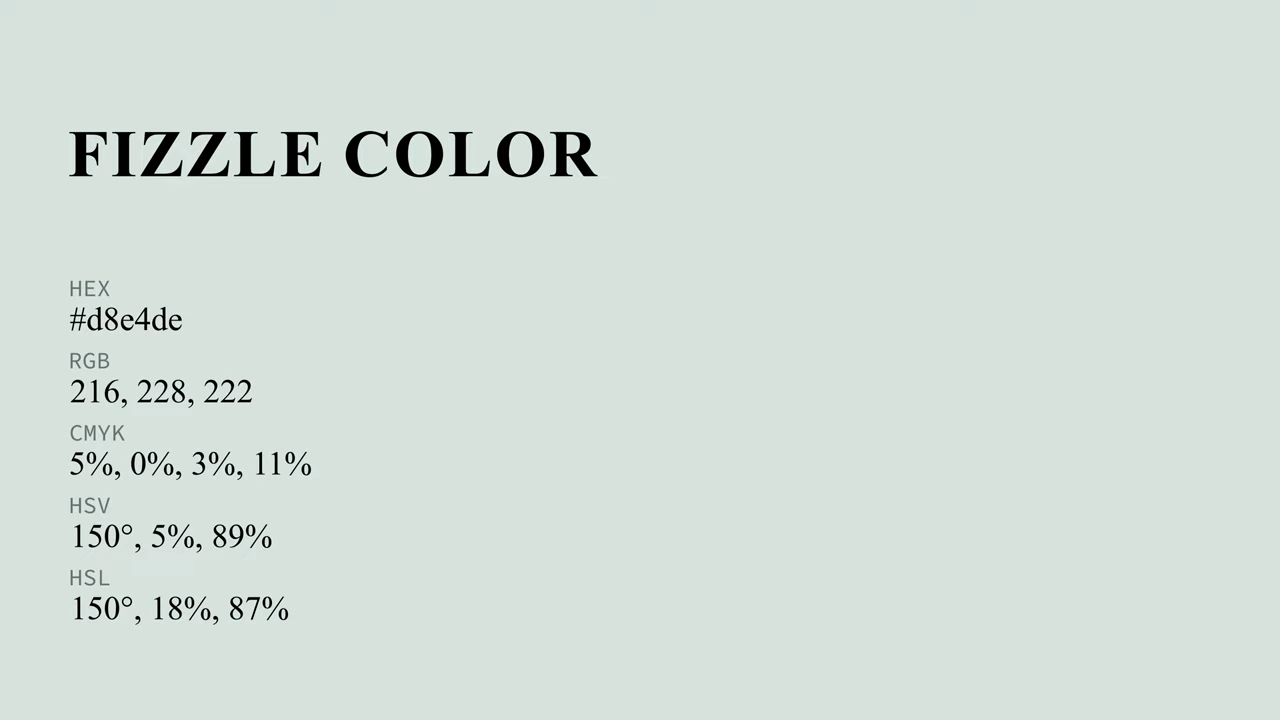 FIZZLE COLOR
HEX
#d8e4de
RGB
216, 228, 222
CMYK
5%, 0%, 3%, 11%
HSV
150°, 5%, 89%
HSL
150°, 18%, 87%